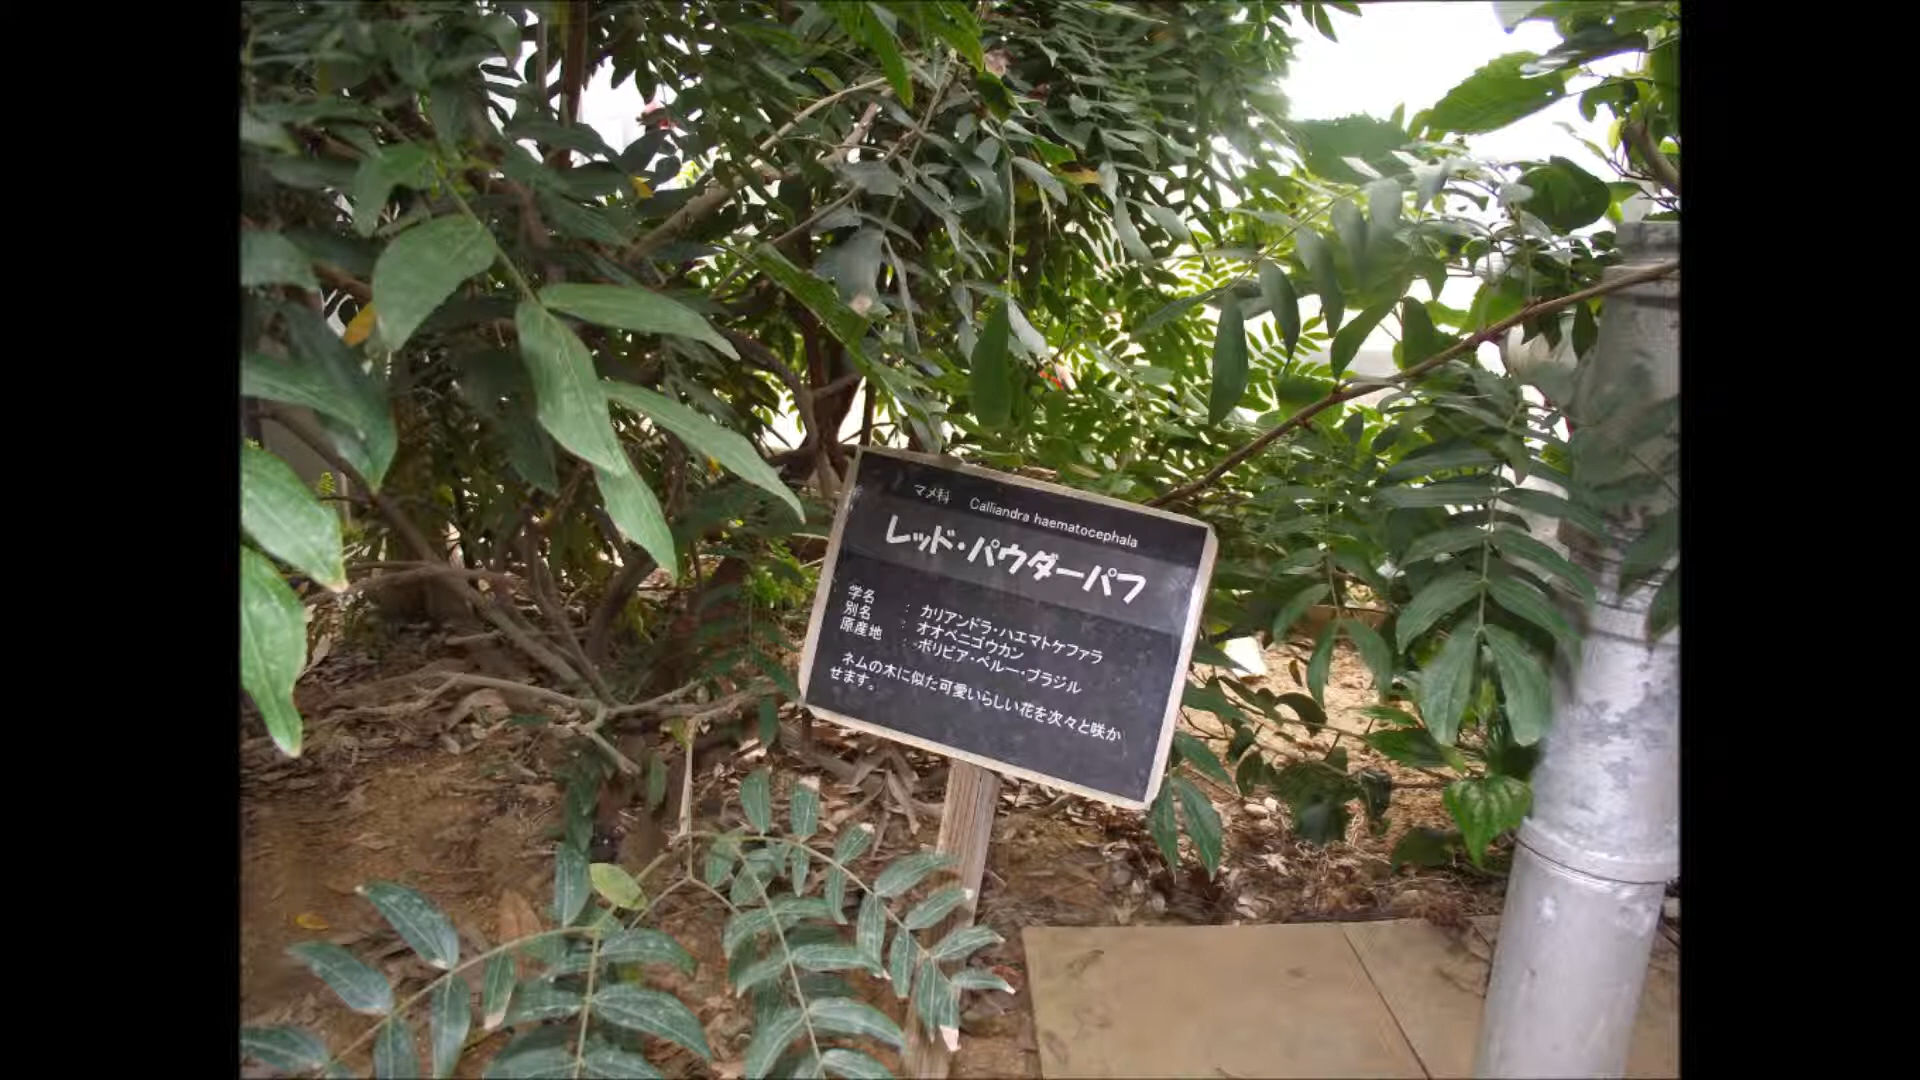 マメ科 Calliandra haematocephala
レッド・パウダーパフ
学名 : カリアンドラ・ハエマトケファラ
別名 : オオベニゴウカン
原産地 : ボリビア・ペルー・ブラジル
ネムの木に似た可愛いらしい花を次々と咲か
せます。